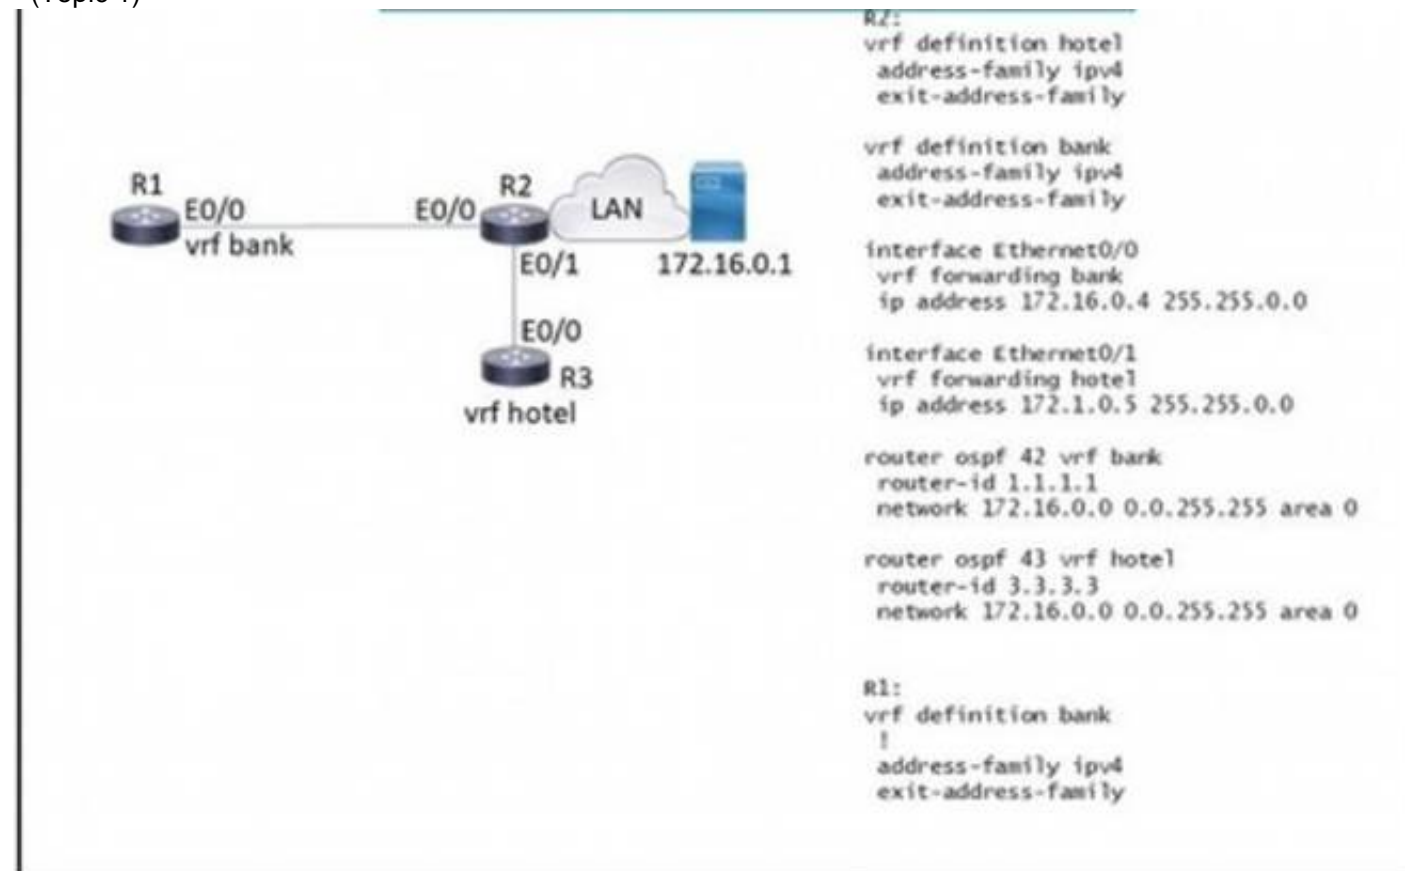 (Topic 1)
R1
E0/0
vrf bank
E0/0
R2
LAN
E0/1
172.16.0.1
E0/0
R3
vrf hotel
R2:
vrf definition hotel
address-family ipv4
exit-address-family
vrf definition bank
address-family ipv4
exit-address-family
interface Ethernet0/0
vrf forwarding bank
ip address 172.16.0.4 255.255.0.0
interface Ethernet0/1
vrf forwarding hotel
ip address 172.1.0.5 255.255.0.0
router ospf 42 vrf bank
router-id 1.1.1.1
network 172.16.0.0 0.0.255.255 area 0
router ospf 43 vrf hotel
router-id 3.3.3.3
network 172.16.0.0 0.0.255.255 area 0
R1:
vrf definition bank
!
address-family ipv4
exit-address-family